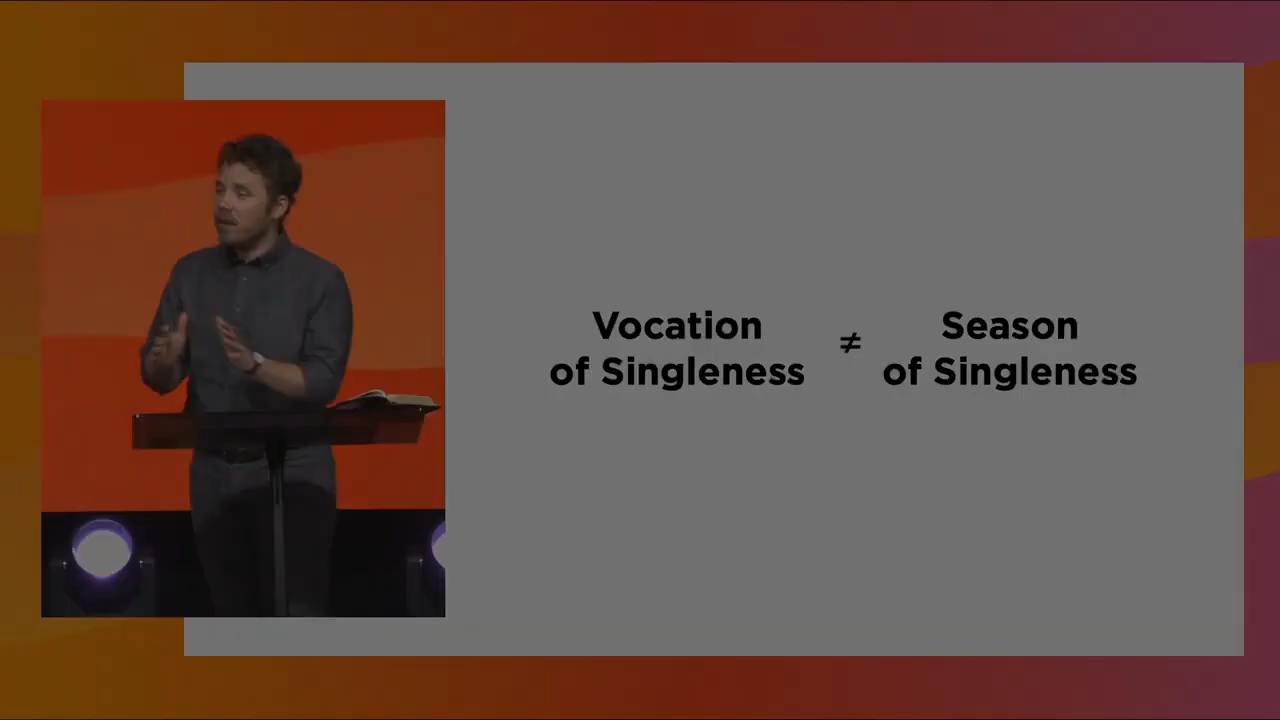 Vocation
of Singleness
≠
Season
of Singleness